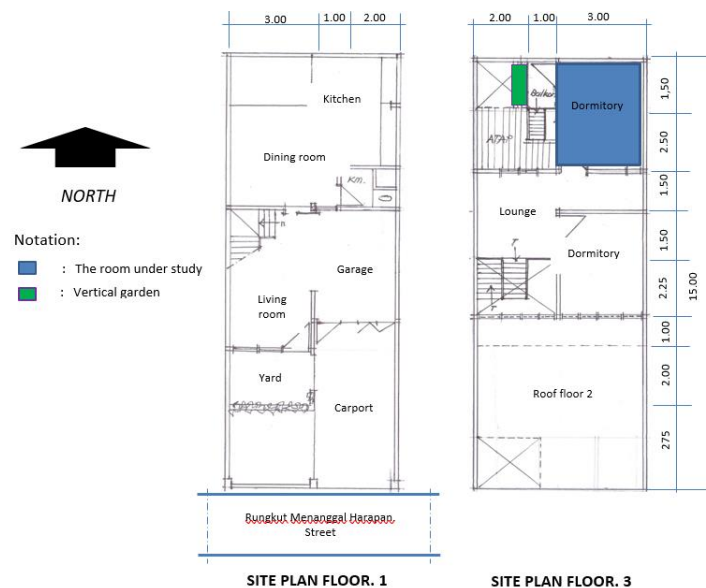 3.00 1.00 2.00
Kitchen
Dining room
Km.
NORTH
Notation:
: The room under study
: Vertical garden
Garage
Living
room
Yard
Carport
Rungkut Menanggal Harapan
Street
SITE PLAN FLOOR. 1
2.00 1.00 3.00
Balkon
Dormitory
ATAP
Lounge
Dormitory
Roof floor 2
1,50
2.50
1.50
1.50
2.25
15.00
1.00
2.00
275
SITE PLAN FLOOR. 3